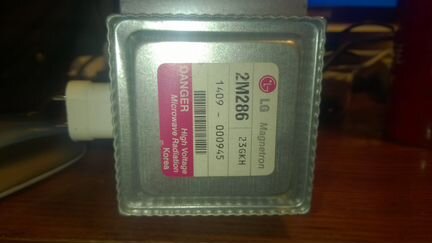 LG Magnetron
2M286
23GKH
1409 - 000945
DANGER
High Voltage
Microwave Radiation
Korea